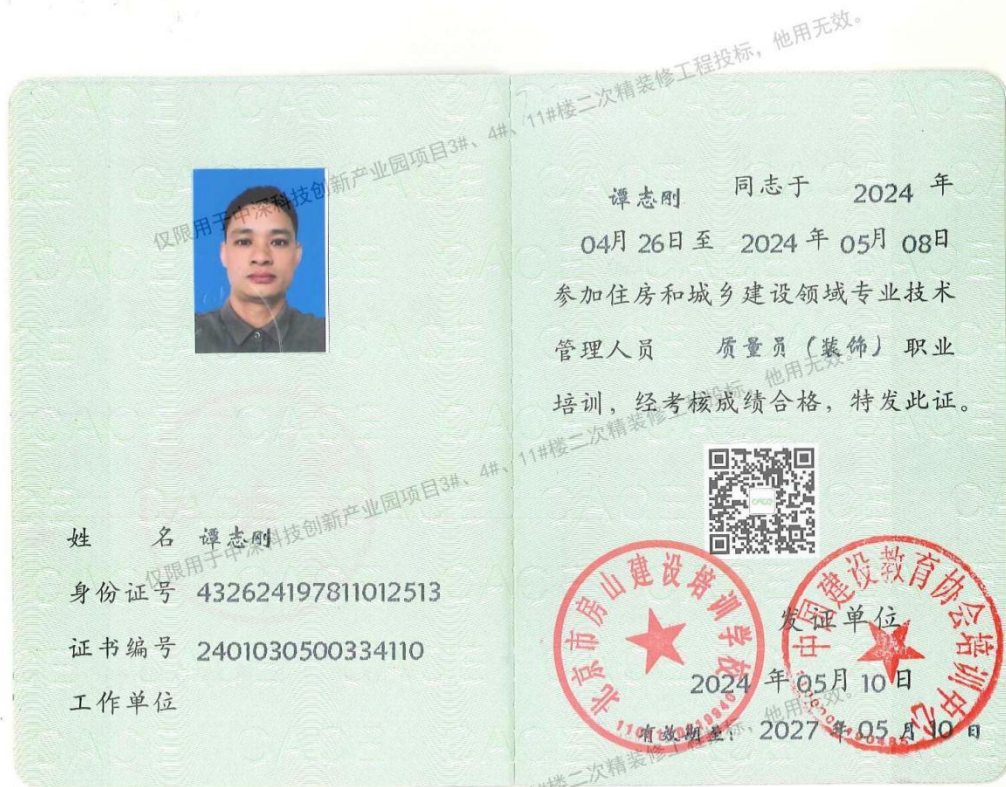 仅限用于中深科技创新产业园项目3#、4#、11#楼二次精装修工程投标，他用无效。
姓 名 谭志刚
身份证号 432624197811012513
证书编号 2401030500334110
工作单位
谭志刚 同志于 2024 年
04月 26日至 2024 年 05月 08日
参加住房和城乡建设领域专业技术
管理人员 质量员（装饰）职业
培训，经考核成绩合格，特发此证。
仅限用于中深科技创新产业园项目3#、4#、11#楼二次精装修工程投标，他用无效。
北京市房山建设培训学校
中国建设教育协会培训中心
发证单位
2024 年 05月 10日
有效期至： 2027 年 05 月 10 日